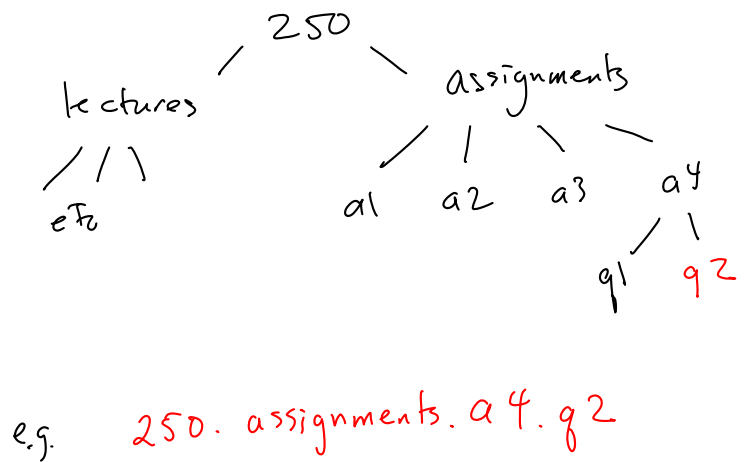 250
lectures assignments
etc a1 a2 a3 a4
q1 q2
e.g. 250. assignments. a4. q2